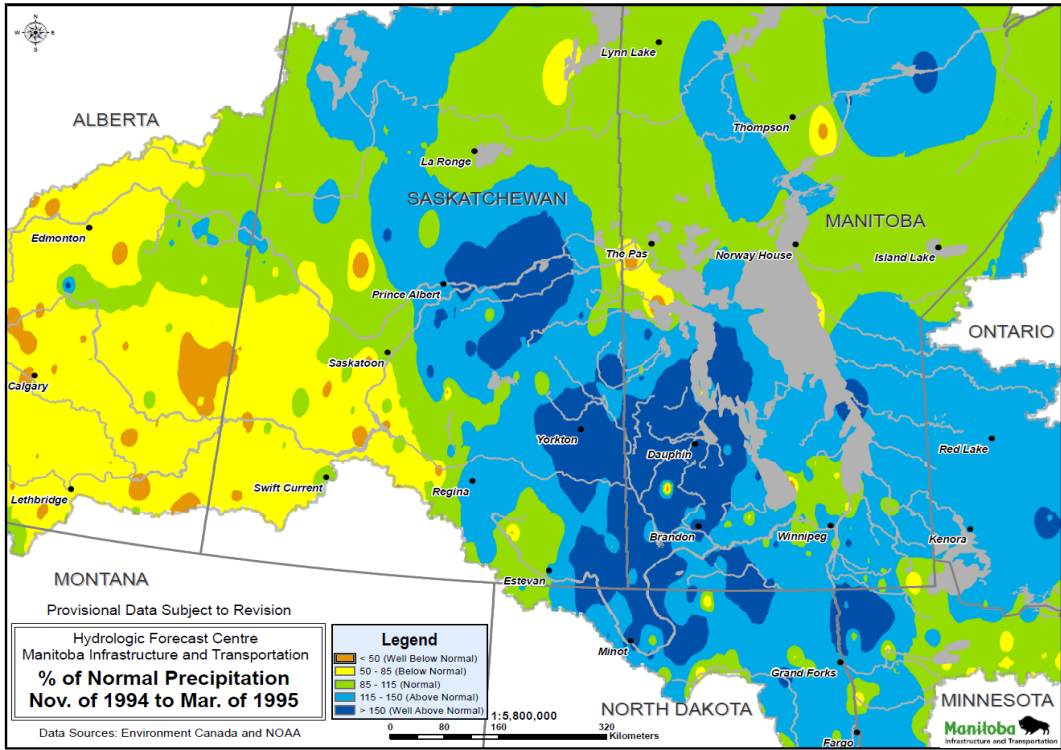 N
W E
S
Lynn Lake
ALBERTA
Thompson
La Ronge
SASKATCHEWAN
MANITOBA
Edmonton
The Pas
Norway House
Island Lake
Prince Albert
ONTARIO
Saskatoon
Calgary
Yorkton
Dauphin
Red Lake
Lethbridge
Swift Current
Regina
Brandon
Winnipeg
Kenora
MONTANA
Estevan
Provisional Data Subject to Revision
Hydrologic Forecast Centre
Manitoba Infrastructure and Transportation
% of Normal Precipitation
Nov. of 1994 to Mar. of 1995
Data Sources: Environment Canada and NOAA
Legend
< 50 (Well Below Normal)
50 - 85 (Below Normal)
85 - 115 (Normal)
115 - 150 (Above Normal)
> 150 (Well Above Normal)
1:5,800,000
0 80 160 320
Kilometers
Minot
Grand Forks
NORTH DAKOTA
MINNESOTA
Fargo
Manitoba
Infrastructure and Transportation